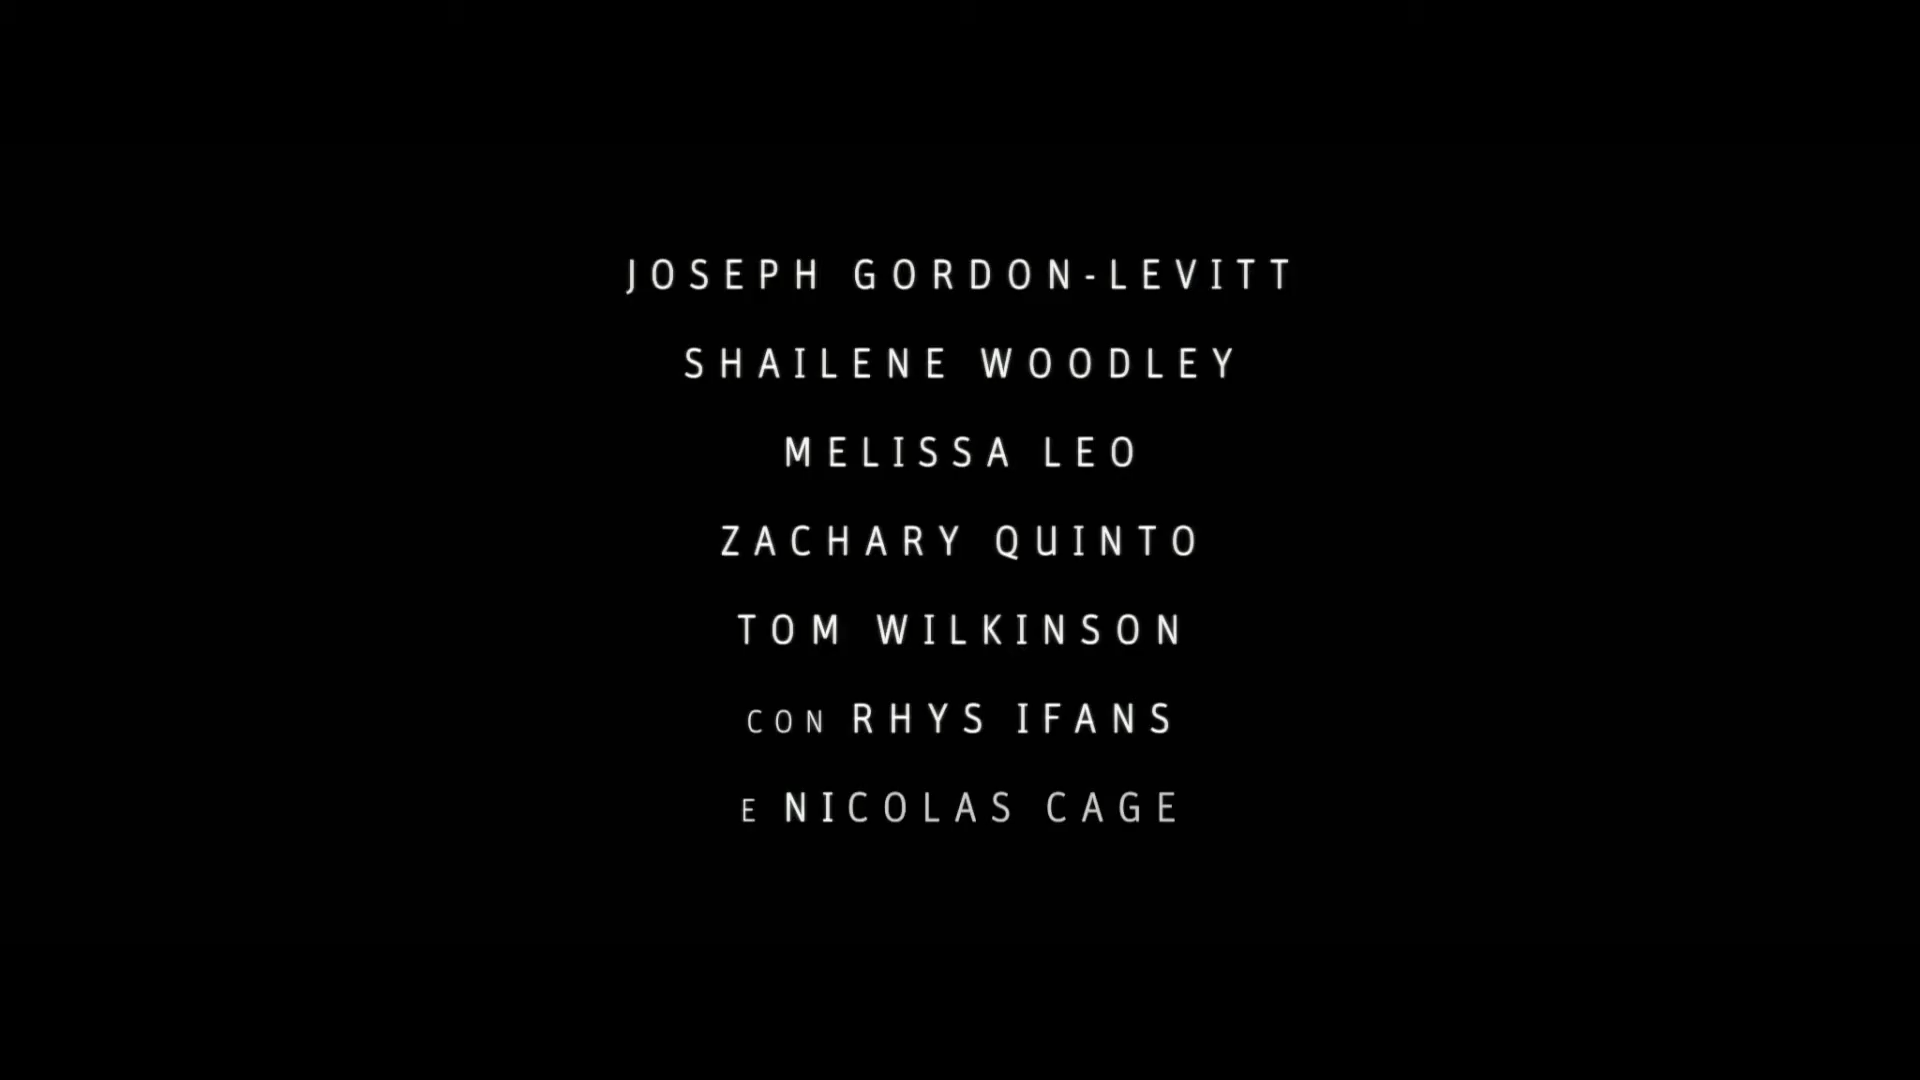 JOSEPH GORDON-LEVITT
SHAILENE WOODLEY
MELISSA LEO
ZACHARY QUINTO
TOM WILKINSON
CON RHYS IFANS
E NICOLAS CAGE